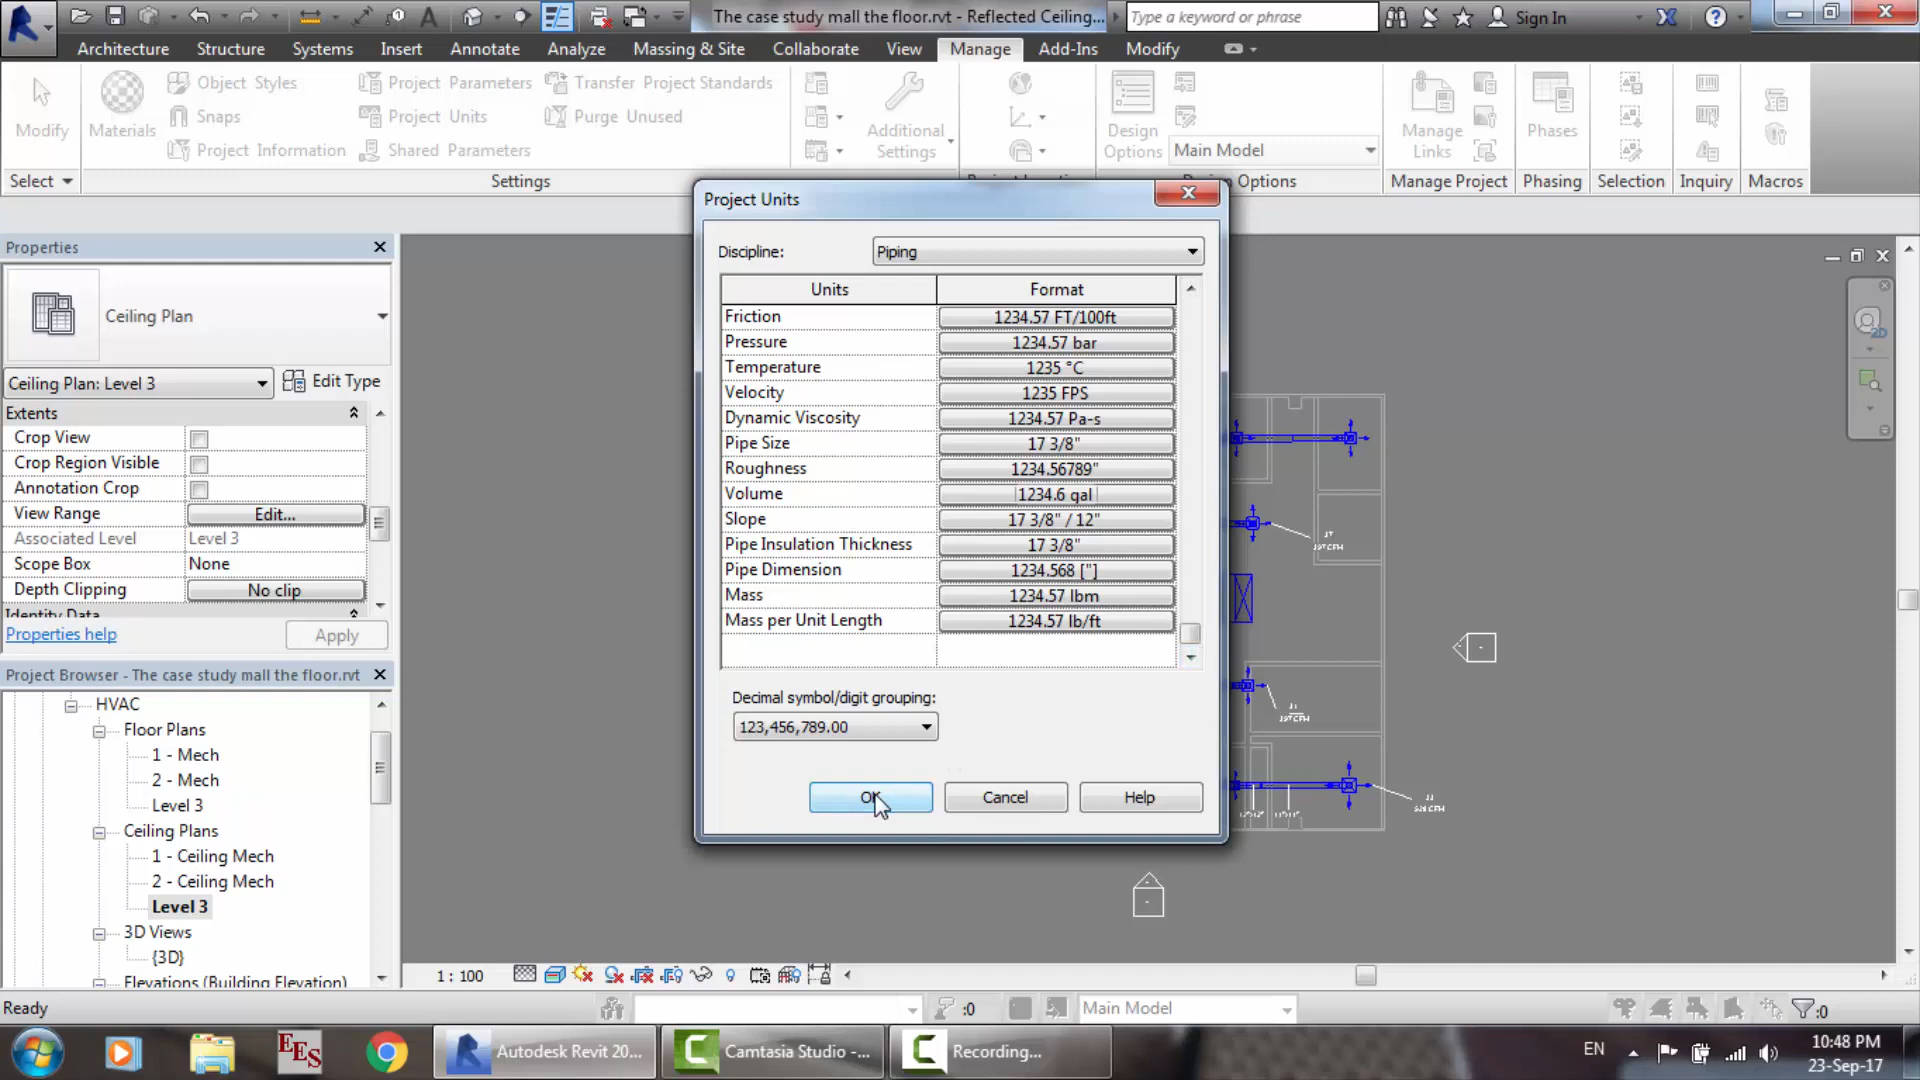 The case study mall the floor.rvt - Reflected Ceiling...
Type a keyword or phrase
Sign In
Architecture Structure Systems Insert Annotate Analyze Massing & Site Collaborate View Manage Add-Ins Modify
Modify
Materials
Object Styles
Snaps
Project Information
Project Parameters
Project Units
Shared Parameters
Transfer Project Standards
Purge Unused
Additional Settings
Design Options
Main Model
Manage Links
Phases
Select
Settings
Options
Manage Project
Phasing
Selection
Inquiry
Macros
Properties
Ceiling Plan
Ceiling Plan: Level 3
Edit Type
Extents
Crop View
Crop Region Visible
Annotation Crop
View Range Edit...
Associated Level Level 3
Scope Box None
Depth Clipping No clip
Identity Data
Properties help
Apply
Project Browser - The case study mall the floor.rvt
HVAC
Floor Plans
1 - Mech
2 - Mech
Level 3
Ceiling Plans
1 - Ceiling Mech
2 - Ceiling Mech
Level 3
3D Views
{3D}
Elevations (Building Elevation)
Project Units
Discipline: Piping
Units Format
Friction 1234.57 FT/100ft
Pressure 1234.57 bar
Temperature 1235 °C
Velocity 1235 FPS
Dynamic Viscosity 1234.57 Pa-s
Pipe Size 17 3/8"
Roughness 1234.56789"
Volume 1234.6 gal
Slope 17 3/8" / 12"
Pipe Insulation Thickness 17 3/8"
Pipe Dimension 1234.568 ["]
Mass 1234.57 lbm
Mass per Unit Length 1234.57 lb/ft
Decimal symbol/digit grouping:
123,456,789.00
OK Cancel Help
2D
1 : 100
Ready
:0
Main Model
:0
EES
Autodesk Revit 20...
Camtasia Studio -...
Recording...
EN
10:48 PM
23-Sep-17